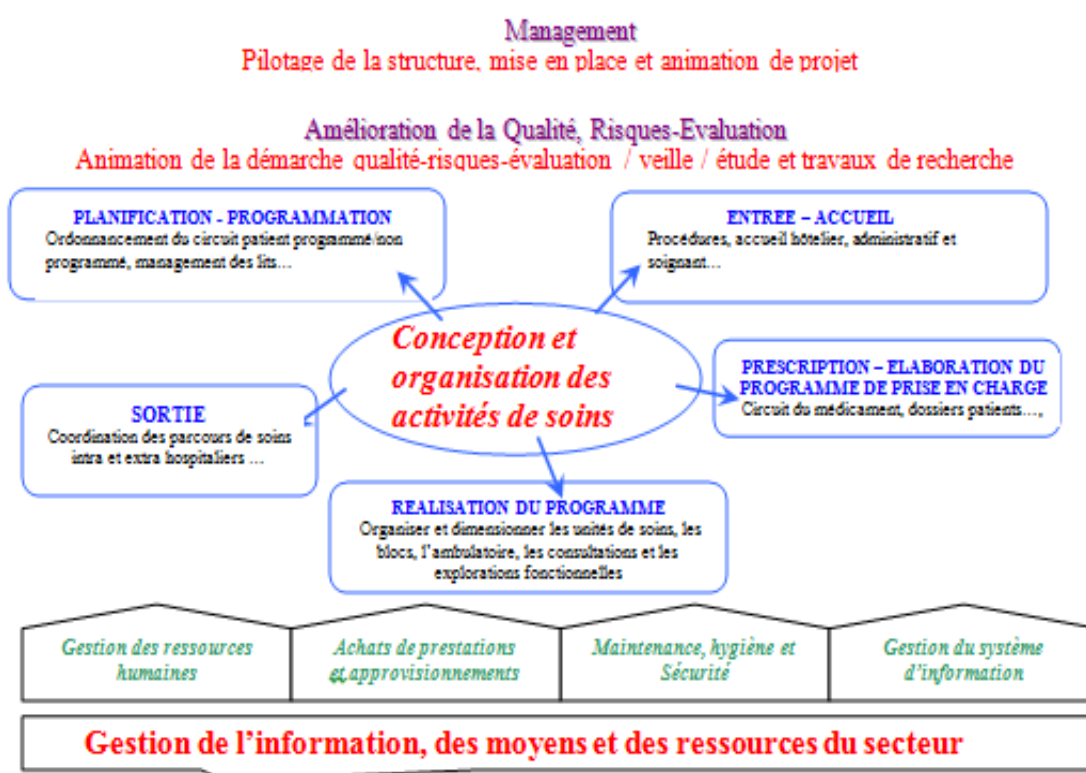 Management
Pilotage de la structure, mise en place et animation de projet
Amélioration de la Qualité, Risques-Evaluation
Animation de la démarche qualité-risques-évaluation / veille / étude et travaux de recherche
PLANIFICATION - PROGRAMMATION
Ordonnancement du circuit patient programmé/non
programmé, management des lits...
ENTREE – ACCUEIL
Procédures, accueil hôtelier, administratif et
soignant...
Conception et
organisation des
activités de soins
PRESCRIPTION – ELABORATION DU
PROGRAMME DE PRISE EN CHARGE
Circuit du médicament, dossiers patients...,
SORTIE
Coordination des parcours de soins
intra et extra hospitaliers ...
REALISATION DU PROGRAMME
Organiser et dimensionner les unités de soins, les
blocs, l'ambulatoire, les consultations et les
explorations fonctionnelles
Gestion des ressources
humaines
Achats de prestations
et approvisionnements
Maintenance, hygiène et
Sécurité
Gestion du système
d'information
Gestion de l'information, des moyens et des ressources du secteur